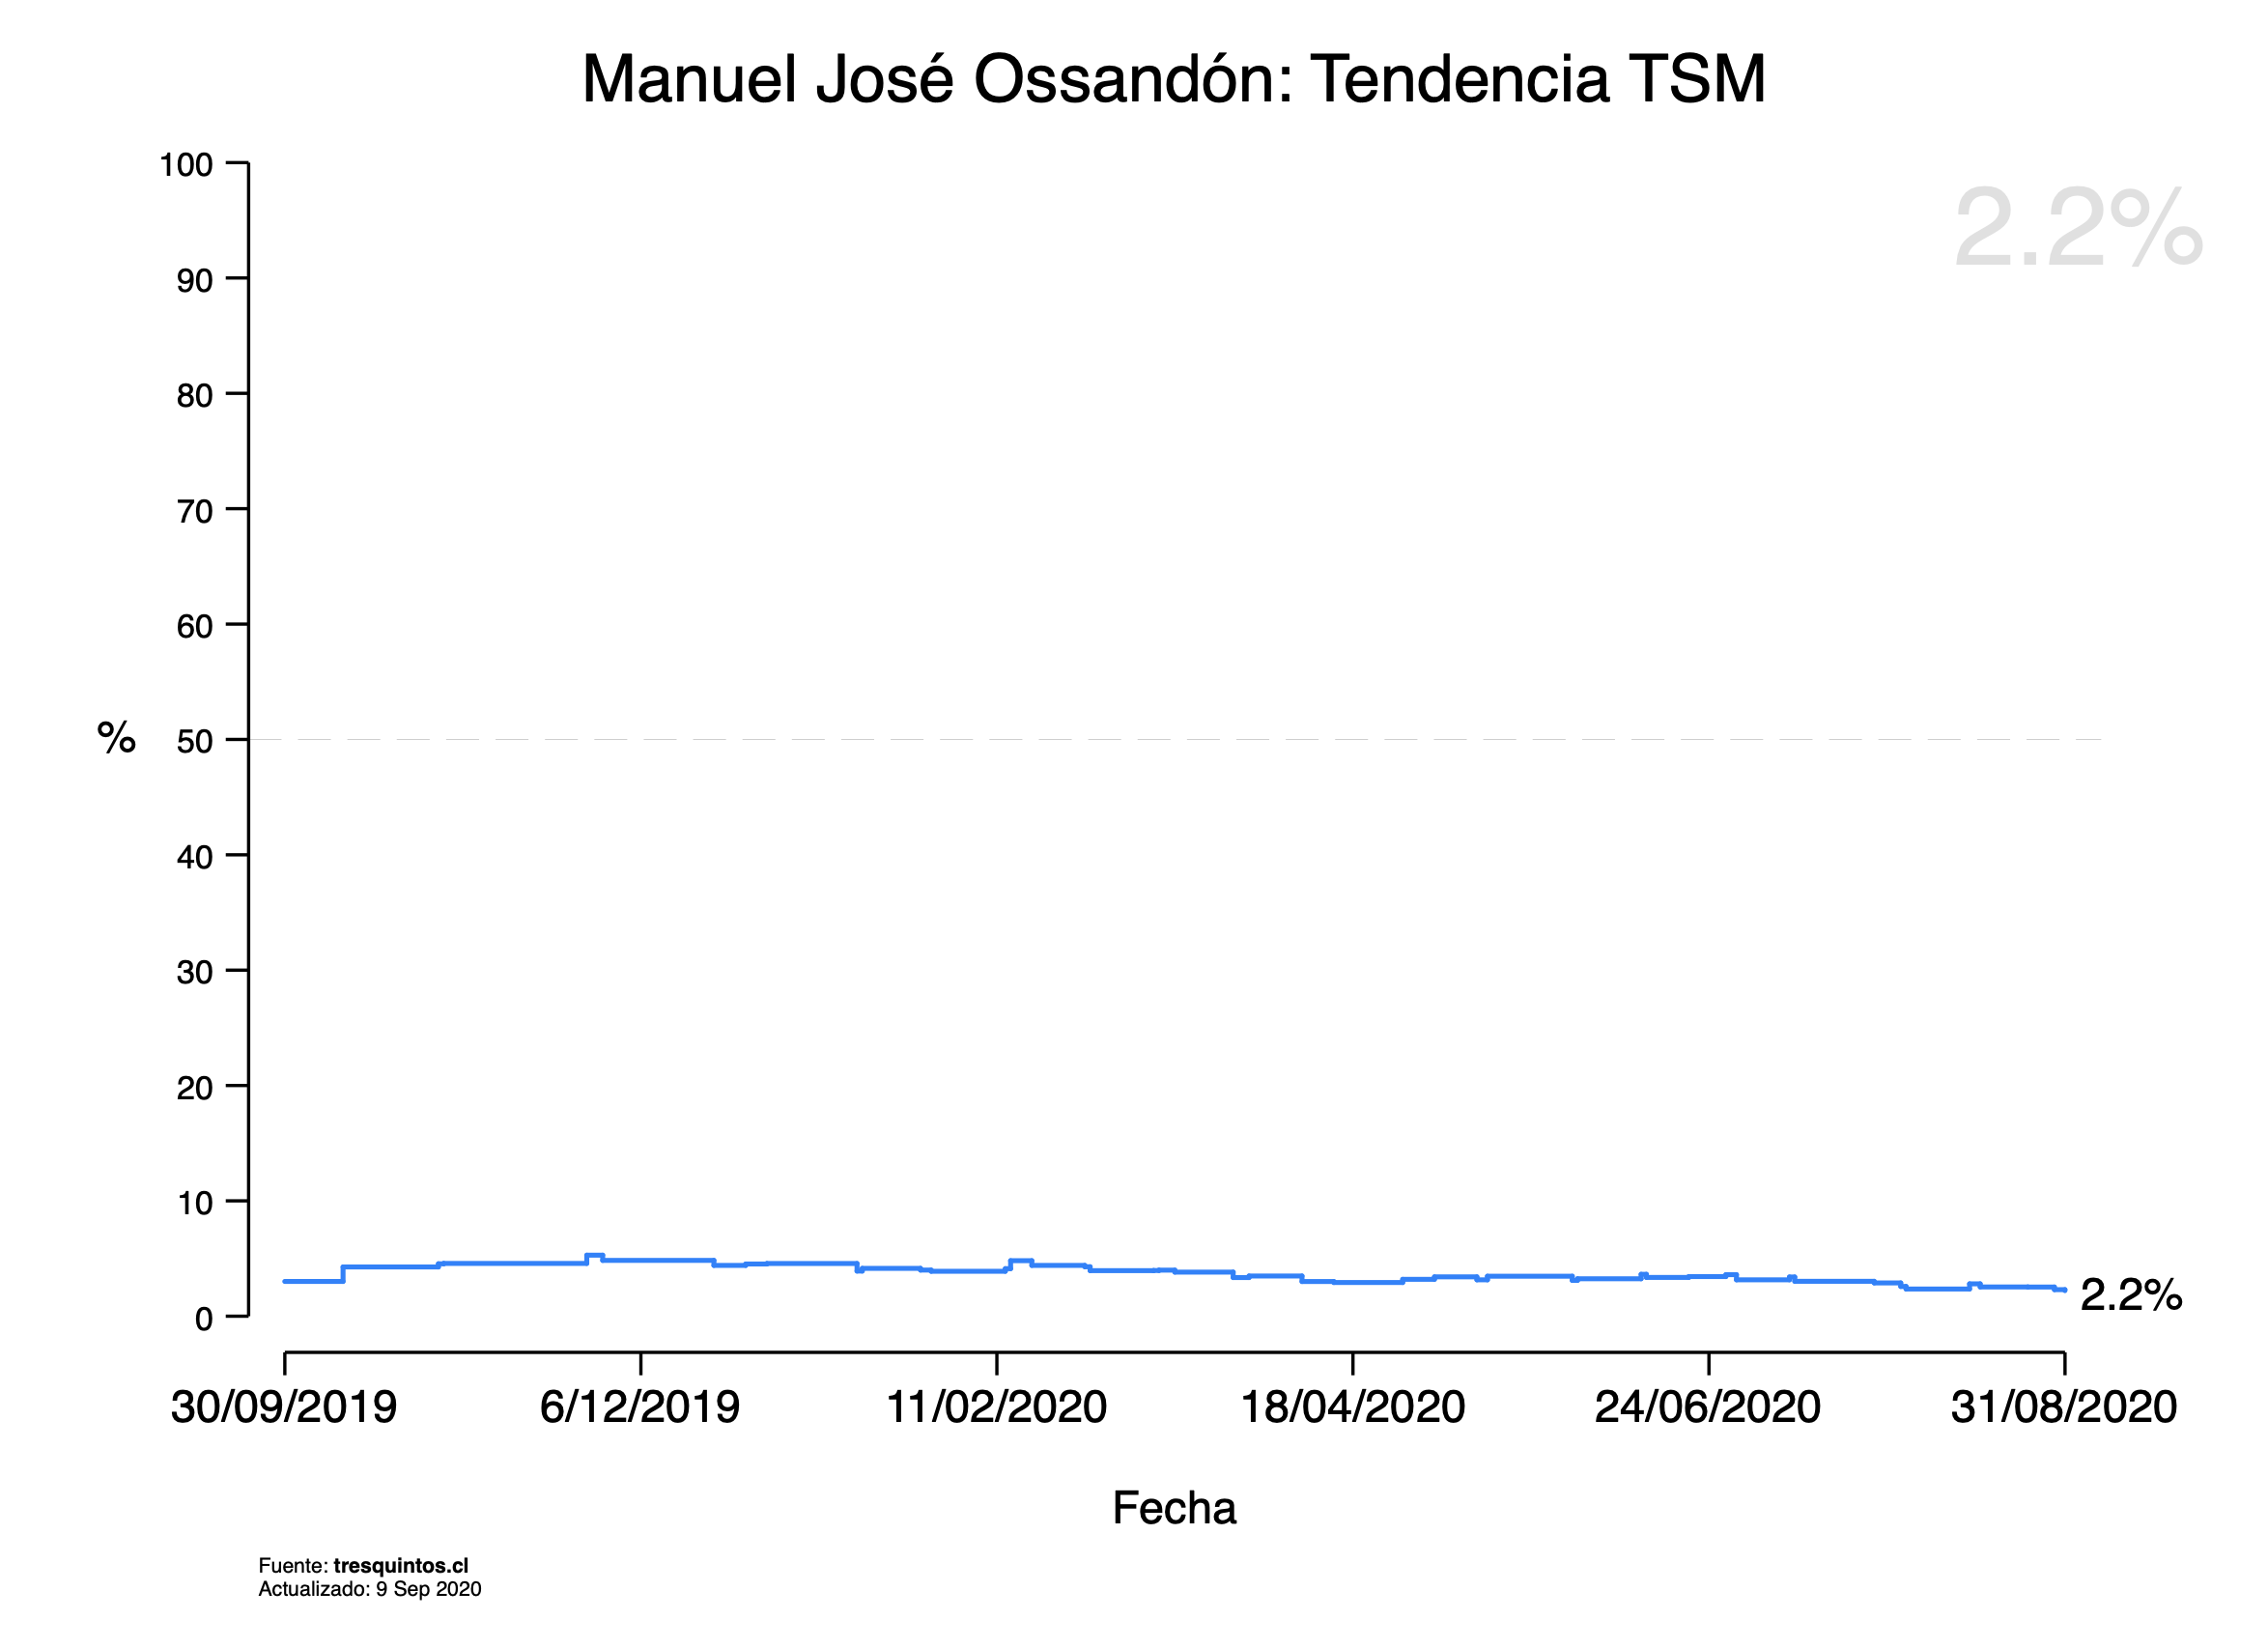 Manuel José Ossandón: Tendencia TSM
2.2%
100
90
80
70
60
% 50
40
30
20
10
0
2.2%
30/09/2019 6/12/2019 11/02/2020 18/04/2020 24/06/2020 31/08/2020
Fecha
Fuente: tresquintos.cl
Actualizado: 9 Sep 2020